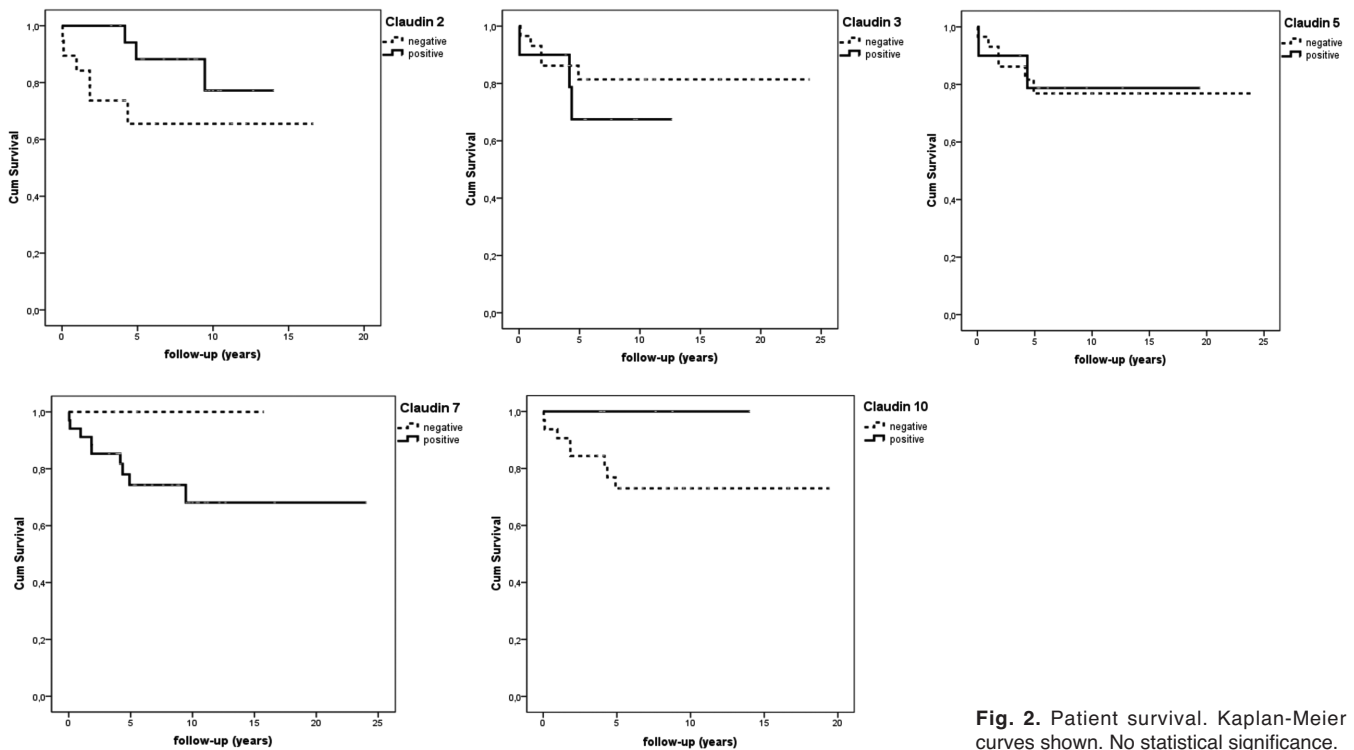 Claudin 2
negative
positive
1,0
0,8
0,6
0,4
0,2
0,0
Cum Survival
0 5 10 15 20
follow-up (years)
Claudin 3
negative
positive
1,0
0,8
0,6
0,4
0,2
0,0
Cum Survival
0 5 10 15 20 25
follow-up (years)
Claudin 5
negative
positive
1,0
0,8
0,6
0,4
0,2
0,0
Cum Survival
0 5 10 15 20 25
follow-up (years)
Claudin 7
negative
positive
1,0
0,8
0,6
0,4
0,2
0,0
Cum Survival
0 5 10 15 20 25
follow-up (years)
Claudin 10
negative
positive
1,0
0,8
0,6
0,4
0,2
0,0
Cum Survival
0 5 10 15 20
follow-up (years)
Fig. 2. Patient survival. Kaplan-Meier
curves shown. No statistical significance.